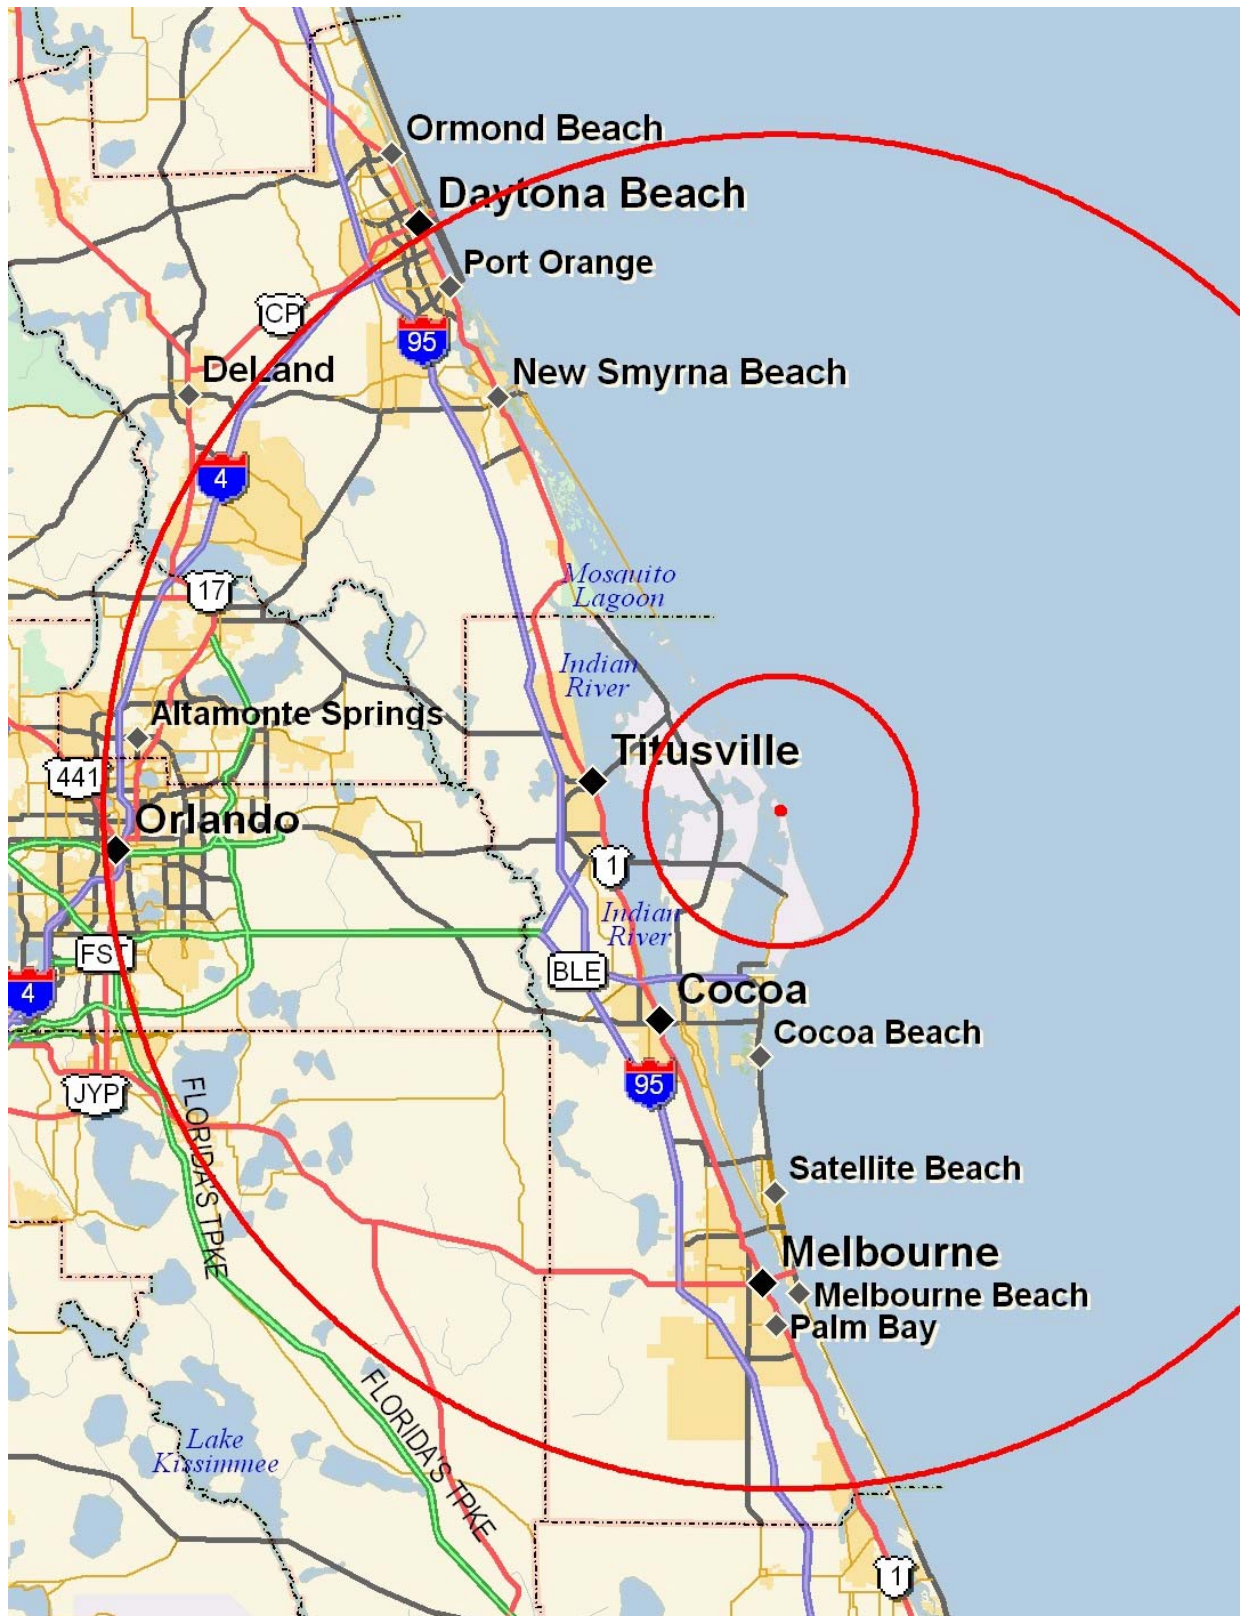 Ormond Beach
Daytona Beach
Port Orange
CP
95
DeLand
New Smyrna Beach
4
Mosquito
Lagoon
17
Indian
River
Altamonte Springs
Titusville
441
Orlando
1
Indian
River
FST
BLE
4
Cocoa
Cocoa Beach
95
JYP
FLORIDA'S TPKE
Satellite Beach
Melbourne
Melbourne Beach
Palm Bay
FLORIDA'S TPKE
Lake
Kissimmee
1